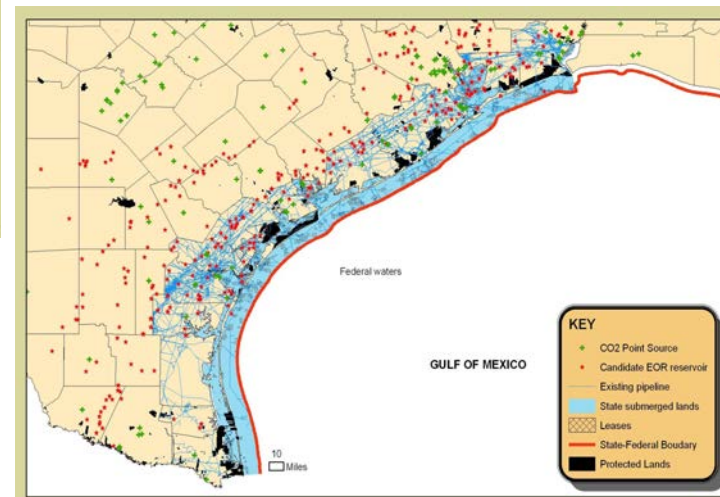 Federal waters
GULF OF MEXICO
10
Miles
KEY
CO2 Point Source
Candidate EOR reservoir
Existing pipeline
State submerged lands
Leases
State-Federal Boudary
Protected Lands